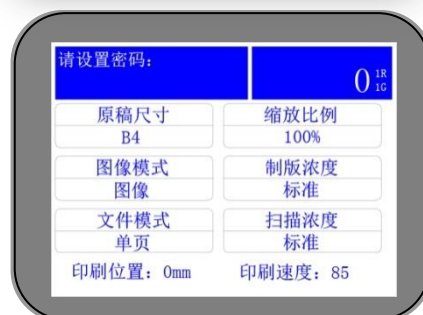 请设置密码：
0 1R
1G
原稿尺寸 缩放比例
B4 100%
图像模式 制版浓度
图像 标准
文件模式 扫描浓度
单页 标准
印刷位置：0mm 印刷速度：85